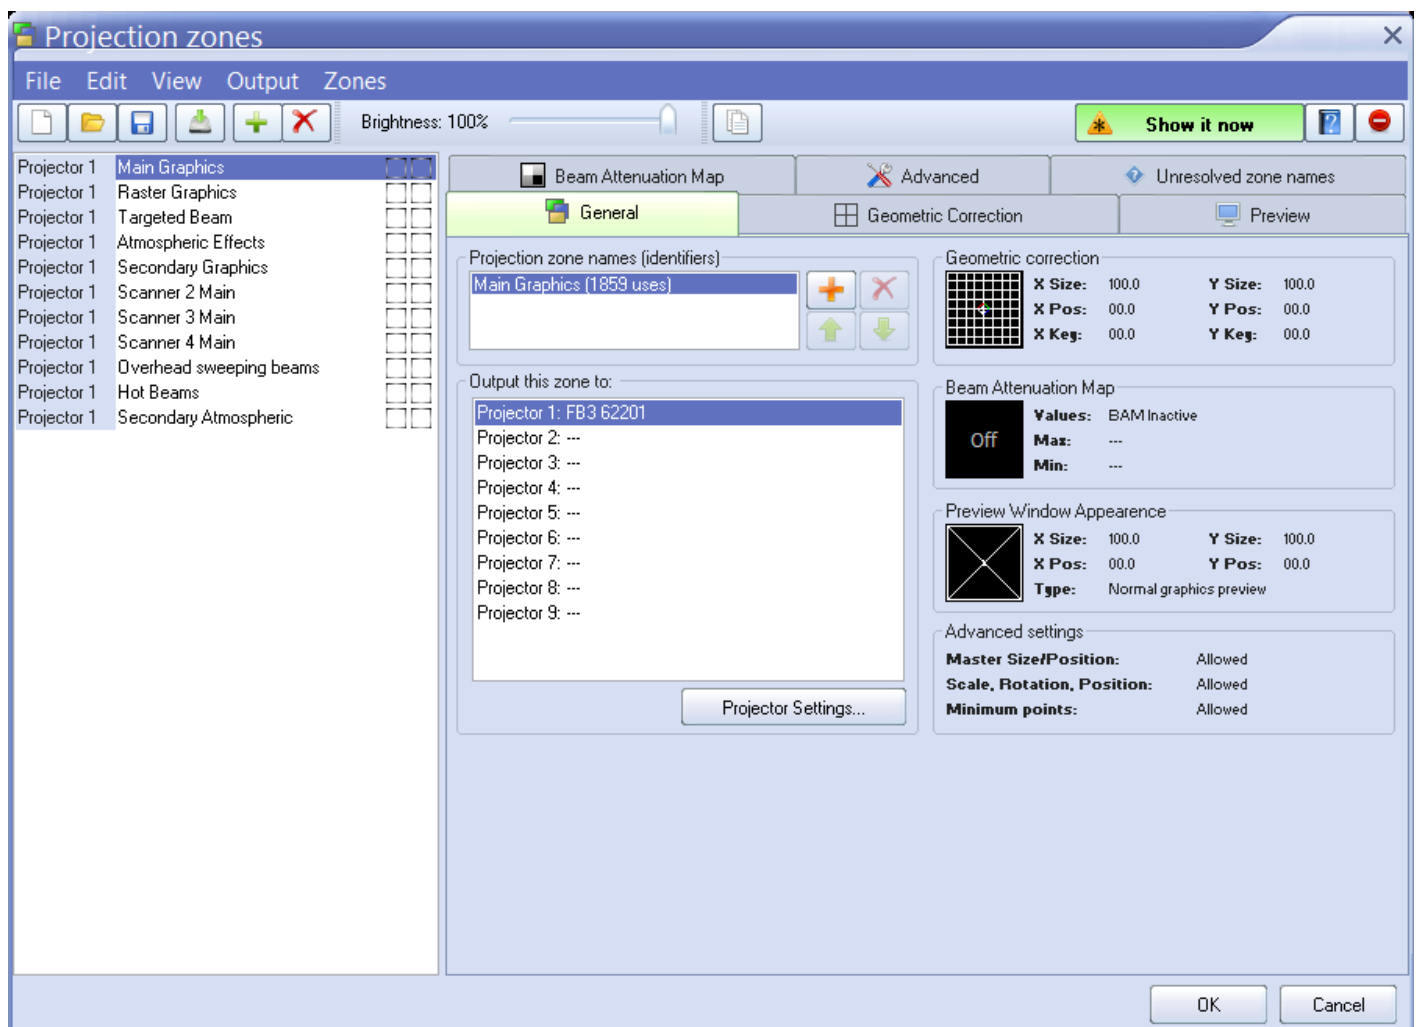 Projection zones
File Edit View Output Zones
Brightness: 100%
Show it now
Projector 1 Main Graphics
Projector 1 Raster Graphics
Projector 1 Targeted Beam
Projector 1 Atmospheric Effects
Projector 1 Secondary Graphics
Projector 1 Scanner 2 Main
Projector 1 Scanner 3 Main
Projector 1 Scanner 4 Main
Projector 1 Overhead sweeping beams
Projector 1 Hot Beams
Projector 1 Secondary Atmospheric
Beam Attenuation Map Advanced Unresolved zone names
General Geometric Correction Preview
Projection zone names (identifiers)
Main Graphics (1859 uses)
Output this zone to:
Projector 1: FB3 62201
Projector 2: ---
Projector 3: ---
Projector 4: ---
Projector 5: ---
Projector 6: ---
Projector 7: ---
Projector 8: ---
Projector 9: ---
Projector Settings...
Geometric correction
X Size: 100.0 Y Size: 100.0
X Pos: 00.0 Y Pos: 00.0
X Key: 00.0 Y Key: 00.0
Beam Attenuation Map
Off
Values: BAM Inactive
Max: ---
Min: ---
Preview Window Appearence
X Size: 100.0 Y Size: 100.0
X Pos: 00.0 Y Pos: 00.0
Type: Normal graphics preview
Advanced settings
Master Size/Position: Allowed
Scale, Rotation, Position: Allowed
Minimum points: Allowed
OK Cancel